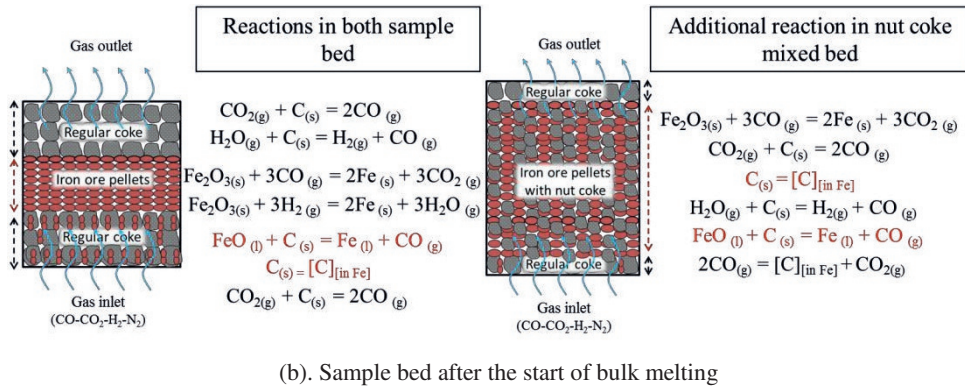 Gas outlet
Regular coke
Iron ore pellets
Regular coke
Gas inlet
(CO-CO₂-H₂-N₂)
Reactions in both sample
bed
CO₂(g) + C(s) = 2CO (g)
H₂O(g) + C(s) = H₂(g) + CO (g)
Fe₂O₃(s) + 3CO (g) = 2Fe (s) + 3CO₂ (g)
Fe₂O₃(s) + 3H₂ (g) = 2Fe(s) + 3H₂O (g)
FeO (l) + C (s) = Fe (l) + CO (g)
C(s) = [C][in Fe]
CO₂(g) + C(s) = 2CO (g)
Gas outlet
Regular coke
Iron ore pellets
with nut coke
Regular coke
Gas inlet
(CO-CO₂-H₂-N₂)
Additional reaction in nut coke
mixed bed
Fe₂O₃(s) + 3CO (g) = 2Fe (s) + 3CO₂ (g)
CO₂(g) + C(s) = 2CO (g)
C(s) = [C][in Fe]
H₂O(g) + C(s) = H₂(g) + CO (g)
FeO (l) + C (s) = Fe (l) + CO (g)
2CO(g) = [C][in Fe] + CO₂(g)
(b). Sample bed after the start of bulk melting